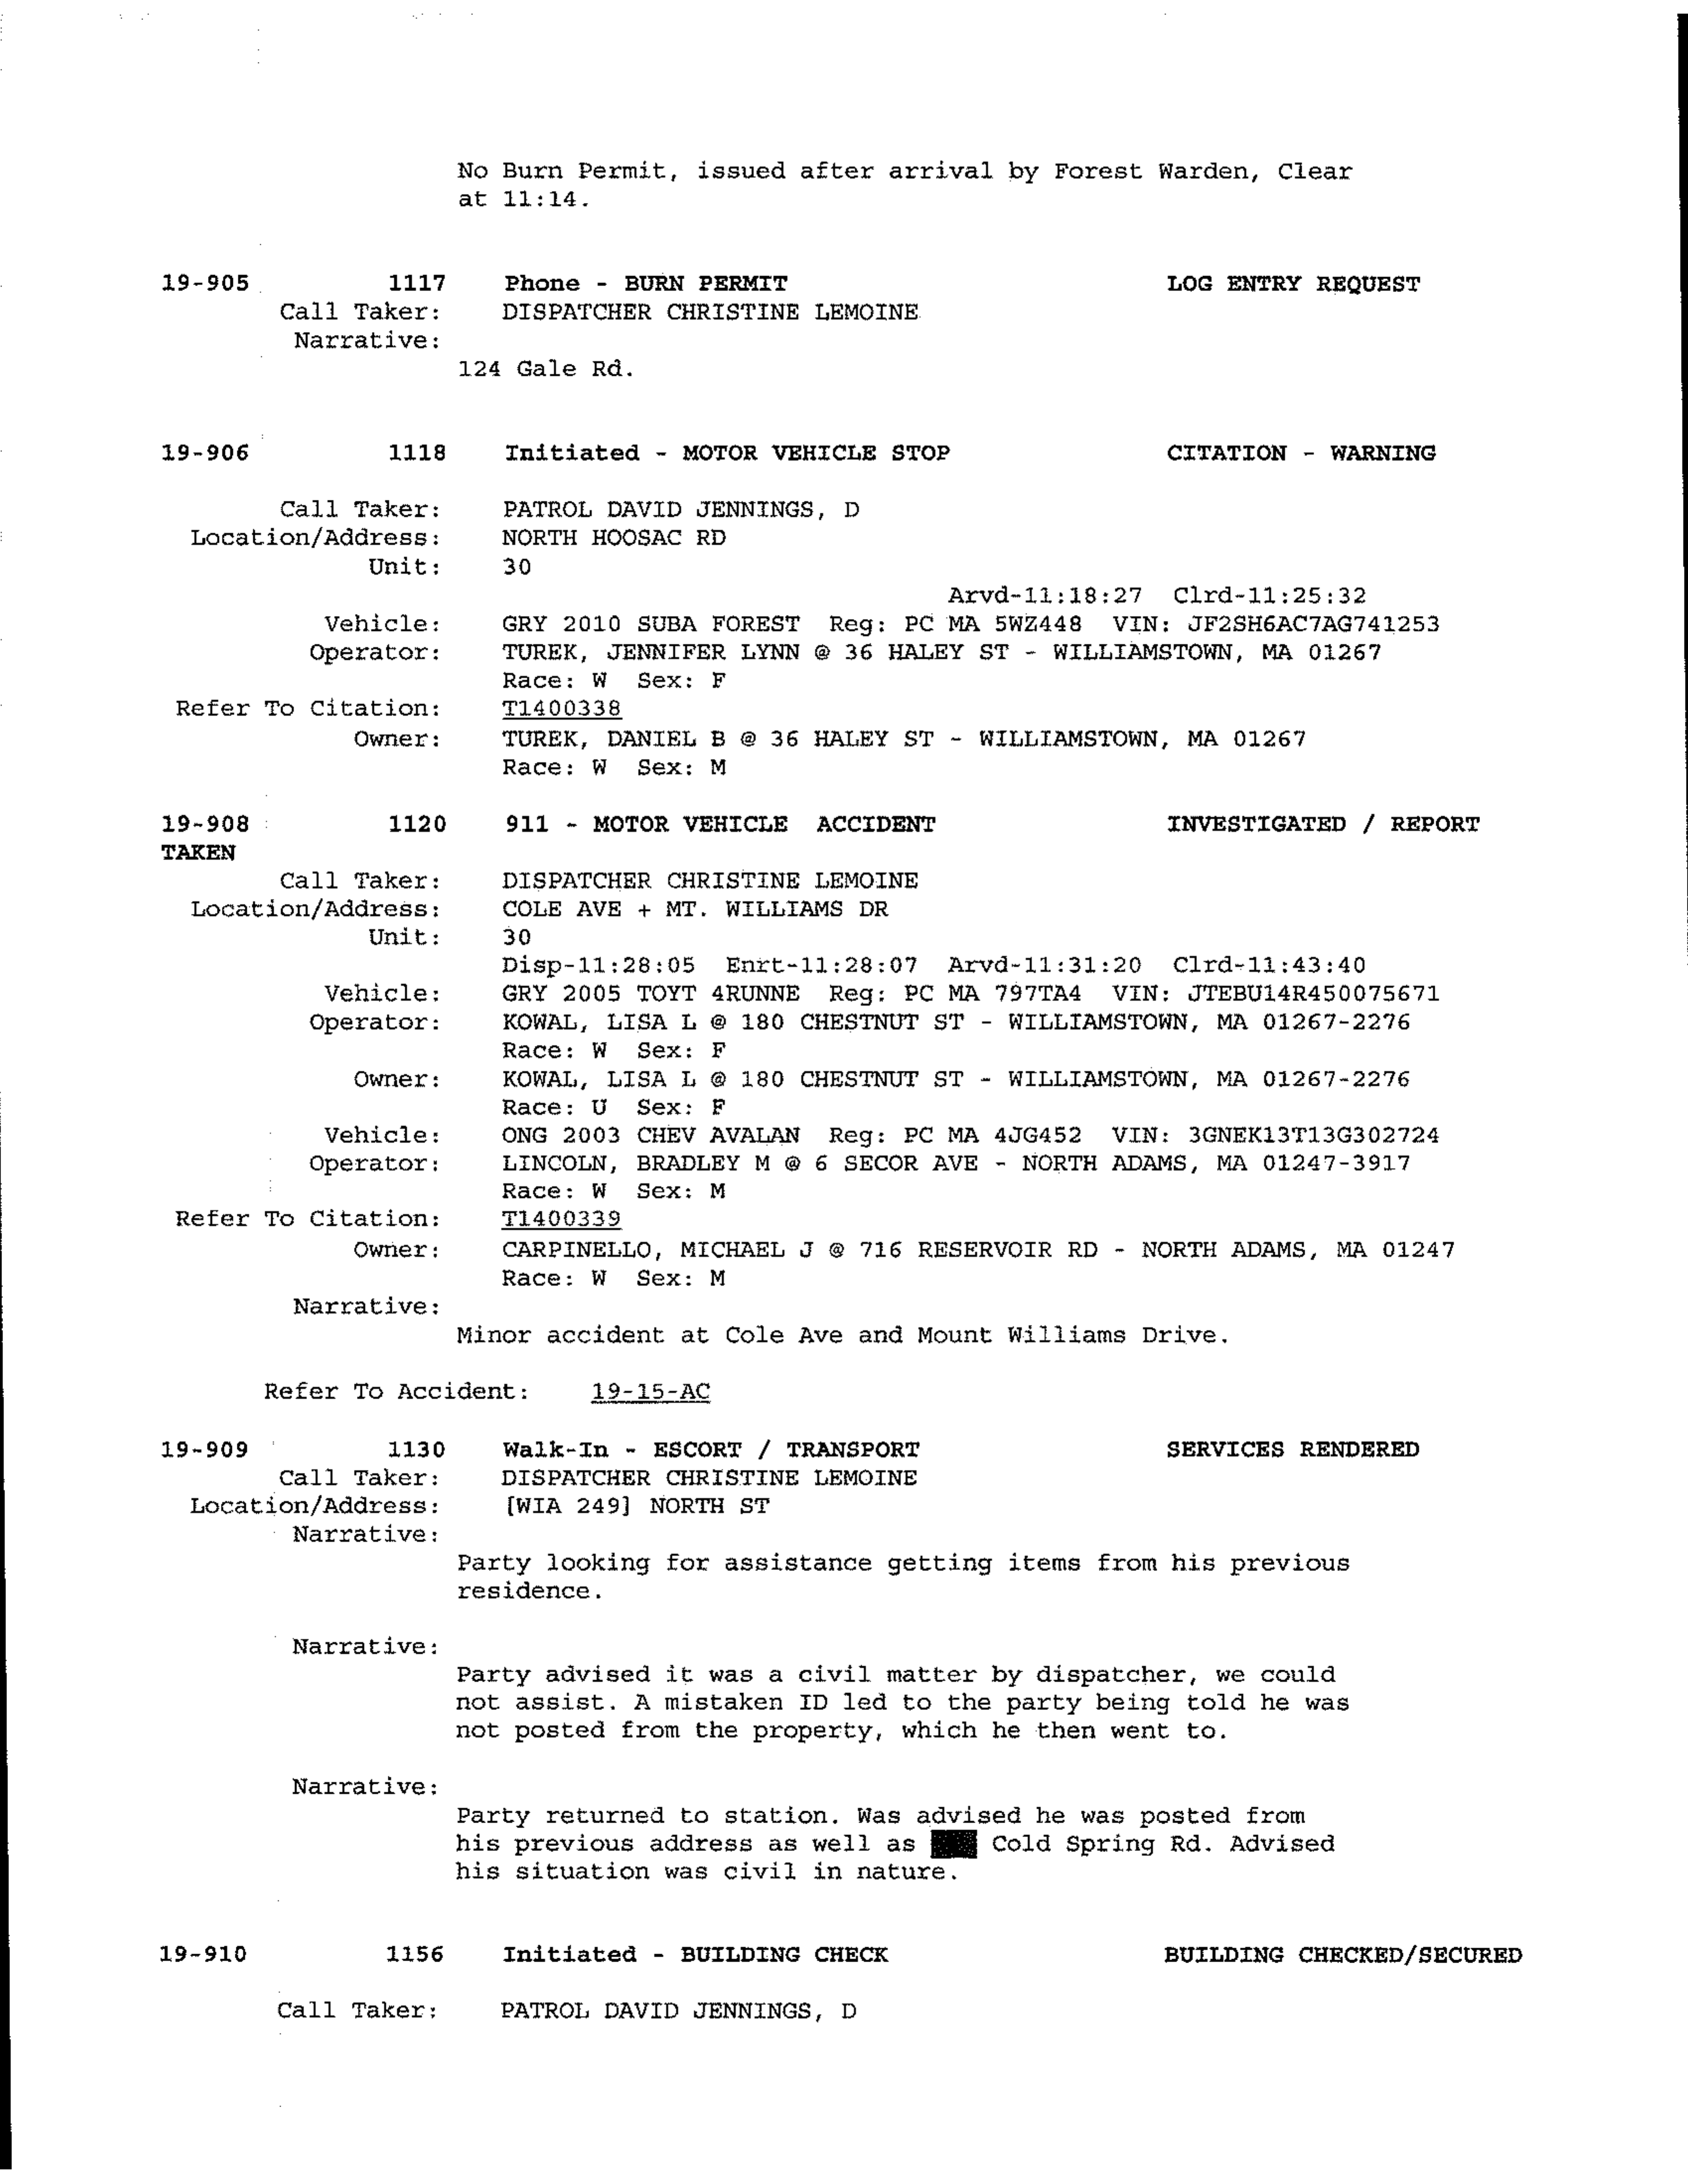 No Burn Permit, issued after arrival by Forest Warden, Clear
at 11:14.
19-905 1117 Phone - BURN PERMIT LOG ENTRY REQUEST
Call Taker: DISPATCHER CHRISTINE LEMOINE
Narrative:
124 Gale Rd.
19-906 1118 Initiated - MOTOR VEHICLE STOP CITATION - WARNING
Call Taker: PATROL DAVID JENNINGS, D
Location/Address: NORTH HOOSAC RD
Unit: 30
Arvd-11:18:27 Clrd-11:25:32
Vehicle: GRY 2010 SUBA FOREST Reg: PC MA 5WZ448 VIN: JF2SH6AC7AG741253
Operator: TUREK, JENNIFER LYNN @ 36 HALEY ST - WILLIAMSTOWN, MA 01267
Race: W Sex: F
Refer To Citation: T1400338
Owner: TUREK, DANIEL B @ 36 HALEY ST - WILLIAMSTOWN, MA 01267
Race: W Sex: M
19-908 1120 911 - MOTOR VEHICLE ACCIDENT INVESTIGATED / REPORT
TAKEN
Call Taker: DISPATCHER CHRISTINE LEMOINE
Location/Address: COLE AVE + MT. WILLIAMS DR
Unit: 30
Disp-11:28:05 Enrt-11:28:07 Arvd-11:31:20 Clrd-11:43:40
Vehicle: GRY 2005 TOYT 4RUNNE Reg: PC MA 797TA4 VIN: JTEBU14R450075671
Operator: KOWAL, LISA L @ 180 CHESTNUT ST - WILLIAMSTOWN, MA 01267-2276
Race: W Sex: F
Owner: KOWAL, LISA L @ 180 CHESTNUT ST - WILLIAMSTOWN, MA 01267-2276
Race: U Sex: F
Vehicle: ONG 2003 CHEV AVALAN Reg: PC MA 4JG452 VIN: 3GNEK13T13G302724
Operator: LINCOLN, BRADLEY M @ 6 SECOR AVE - NORTH ADAMS, MA 01247-3917
Race: W Sex: M
Refer To Citation: T1400339
Owner: CARPINELLO, MICHAEL J @ 716 RESERVOIR RD - NORTH ADAMS, MA 01247
Race: W Sex: M
Narrative:
Minor accident at Cole Ave and Mount Williams Drive.
Refer To Accident: 19-15-AC
19-909 1130 Walk-In - ESCORT / TRANSPORT SERVICES RENDERED
Call Taker: DISPATCHER CHRISTINE LEMOINE
Location/Address: [WIA 249] NORTH ST
Narrative:
Party looking for assistance getting items from his previous
residence.
Narrative:
Party advised it was a civil matter by dispatcher, we could
not assist. A mistaken ID led to the party being told he was
not posted from the property, which he then went to.
Narrative:
Party returned to station. Was advised he was posted from
his previous address as well as Cold Spring Rd. Advised
his situation was civil in nature.
19-910 1156 Initiated - BUILDING CHECK BUILDING CHECKED/SECURED
Call Taker: PATROL DAVID JENNINGS, D